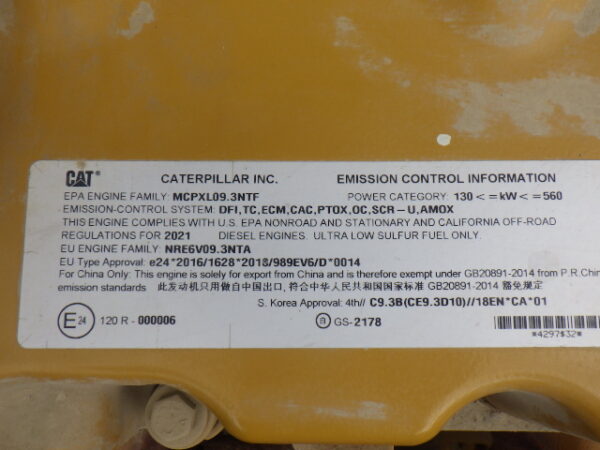 CAT® CATERPILLAR INC. EMISSION CONTROL INFORMATION
EPA ENGINE FAMILY: MCPXL09.3NTF POWER CATEGORY: 130 <=kW<=560
EMISSION-CONTROL SYSTEM: DFI,TC,ECM,CAC,PTOX,OC,SCR-U,AMOX
THIS ENGINE COMPLIES WITH U.S. EPA NONROAD AND STATIONARY AND CALIFORNIA OFF-ROAD
REGULATIONS FOR 2021 DIESEL ENGINES. ULTRA LOW SULFUR FUEL ONLY.
EU ENGINE FAMILY: NRE6V09.3NTA
EU Type Approval: e24*2016/1628*2018/989EV6/D*0014
For China Only: This engine is solely for export from China and is therefore exempt under GB20891-2014 from P.R.Chin
emission standards 此发动机只用做自中国出口, 符合中华人民共和国国家标准 GB20891-2014 豁免规定
S. Korea Approval: 4th// C9.3B(CE9.3D10)//18EN*CA*01
E 24 120 R - 000006 GS-2178
*4297$32*